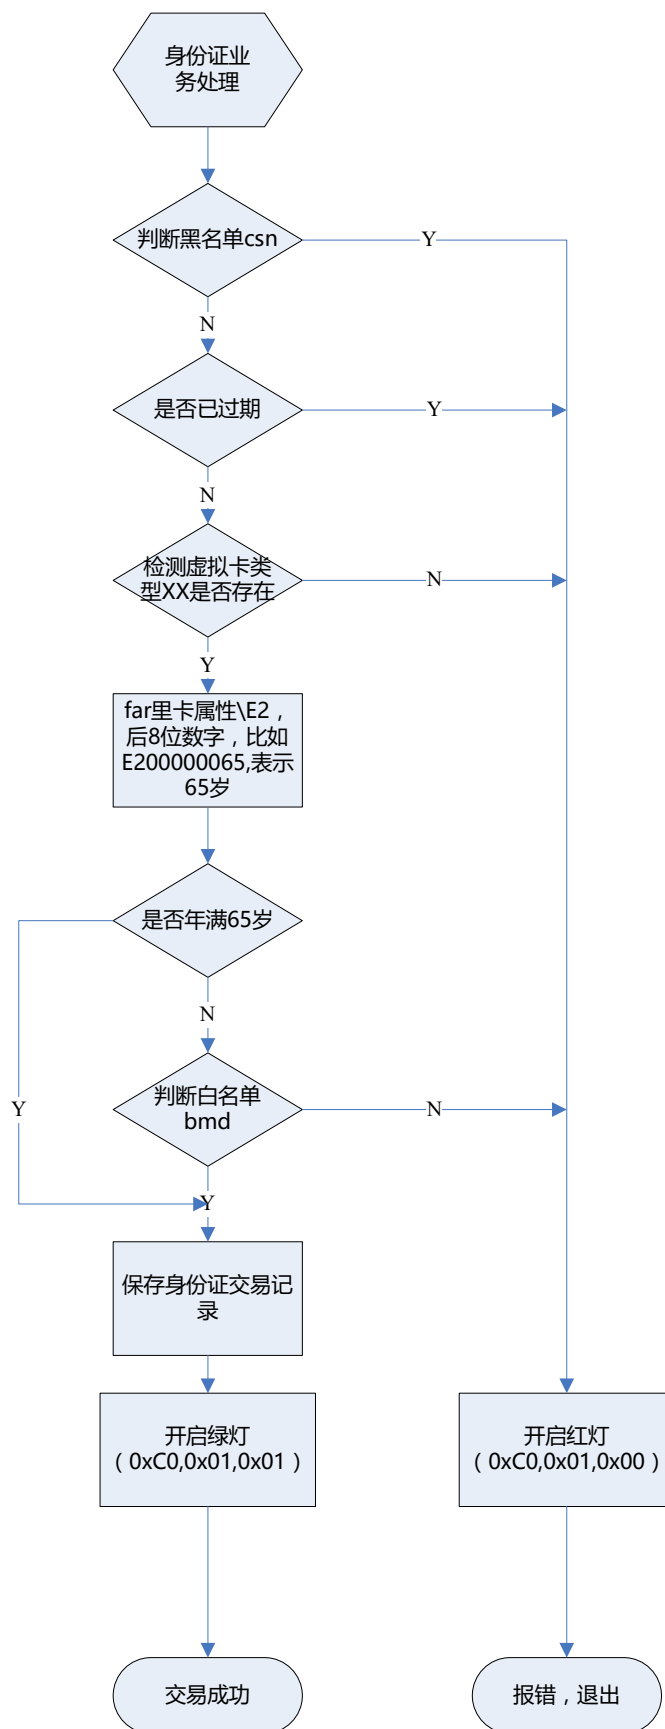 身份证业
务处理
判断黑名单csn
Y
N
是否已过期
Y
N
检测虚拟卡类
型XX是否存在
N
Y
far里卡属性\E2，
后8位数字，比如
E200000065,表示
65岁
是否年满65岁
N
Y
判断白名单
bmd
N
Y
保存身份证交易记
录
开启绿灯
（0xC0,0x01,0x01）
开启红灯
（0xC0,0x01,0x00）
交易成功
报错，退出